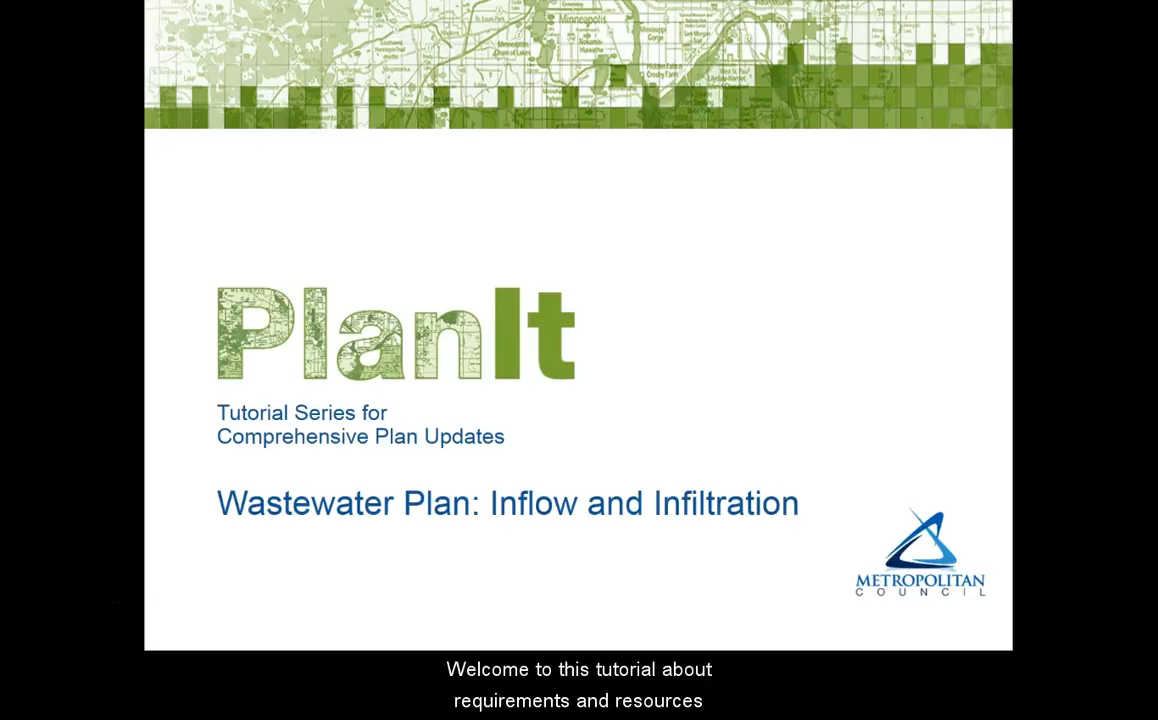 Minneapolis
PlanIt
Tutorial Series for
Comprehensive Plan Updates
Wastewater Plan: Inflow and Infiltration
METROPOLITAN
COUNCIL
Welcome to this tutorial about
requirements and resources